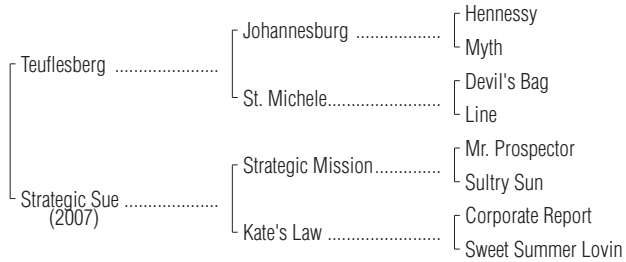 Hennessy
Johannesburg ..................
Myth
Teuflesberg ......................
Devil's Bag
St. Michele........................
Line
Mr. Prospector
Strategic Mission..............
Sultry Sun
Strategic Sue ....................
(2007)
Corporate Report
Kate's Law ........................
Sweet Summer Lovin